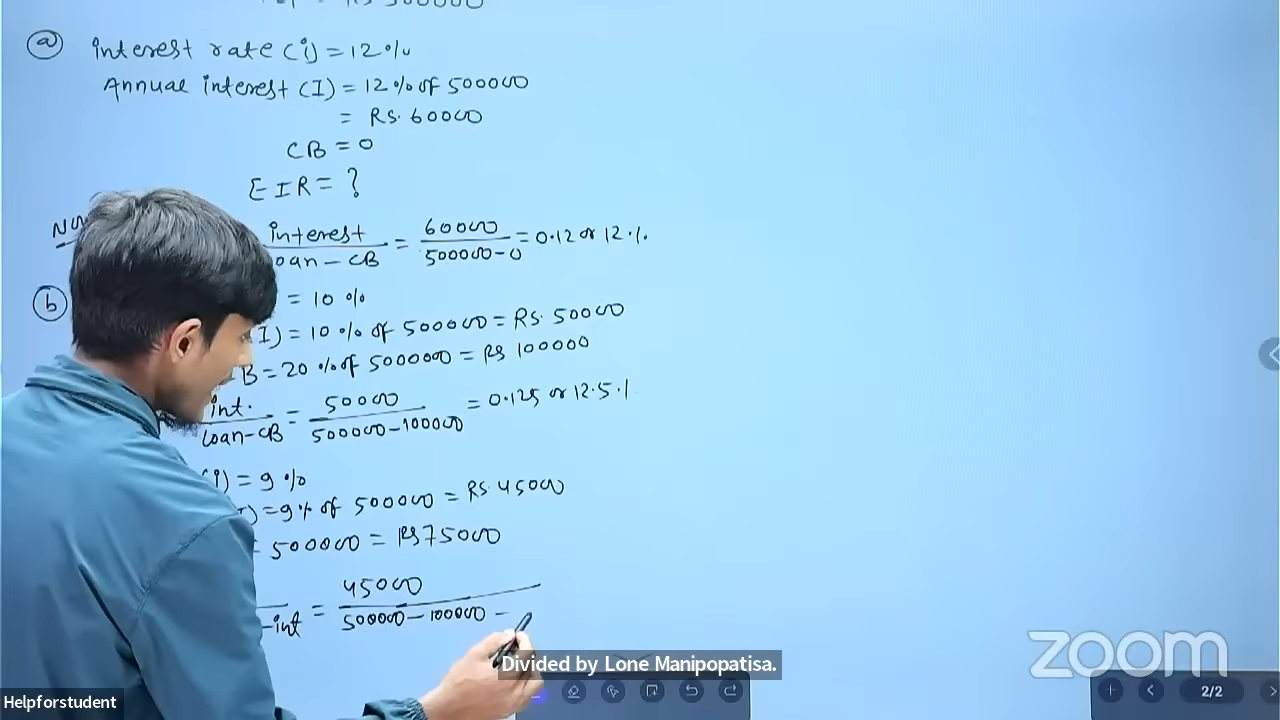 ⓐ interest rate (i) = 12%
Annual interest (I) = 12% of 500000
= RS. 60000
CB = 0
EIR = ?
interest / loan - CB = 60000 / 500000 - 0 = 0.12 or 12%
ⓑ = 10%
I) = 10% of 500000 = RS. 50000
B = 20% of 500000 = RS 100000
int. / loan - CB = 50000 / 500000 - 100000 = 0.125 or 12.5%
(i) = 9%
) = 9% of 500000 = RS. 45000
500000 = RS 75000
-int = 45000 / 500000 - 100000 -
zoom
Divided by Lone Manipopatisa.
2/2
Helpforstudent